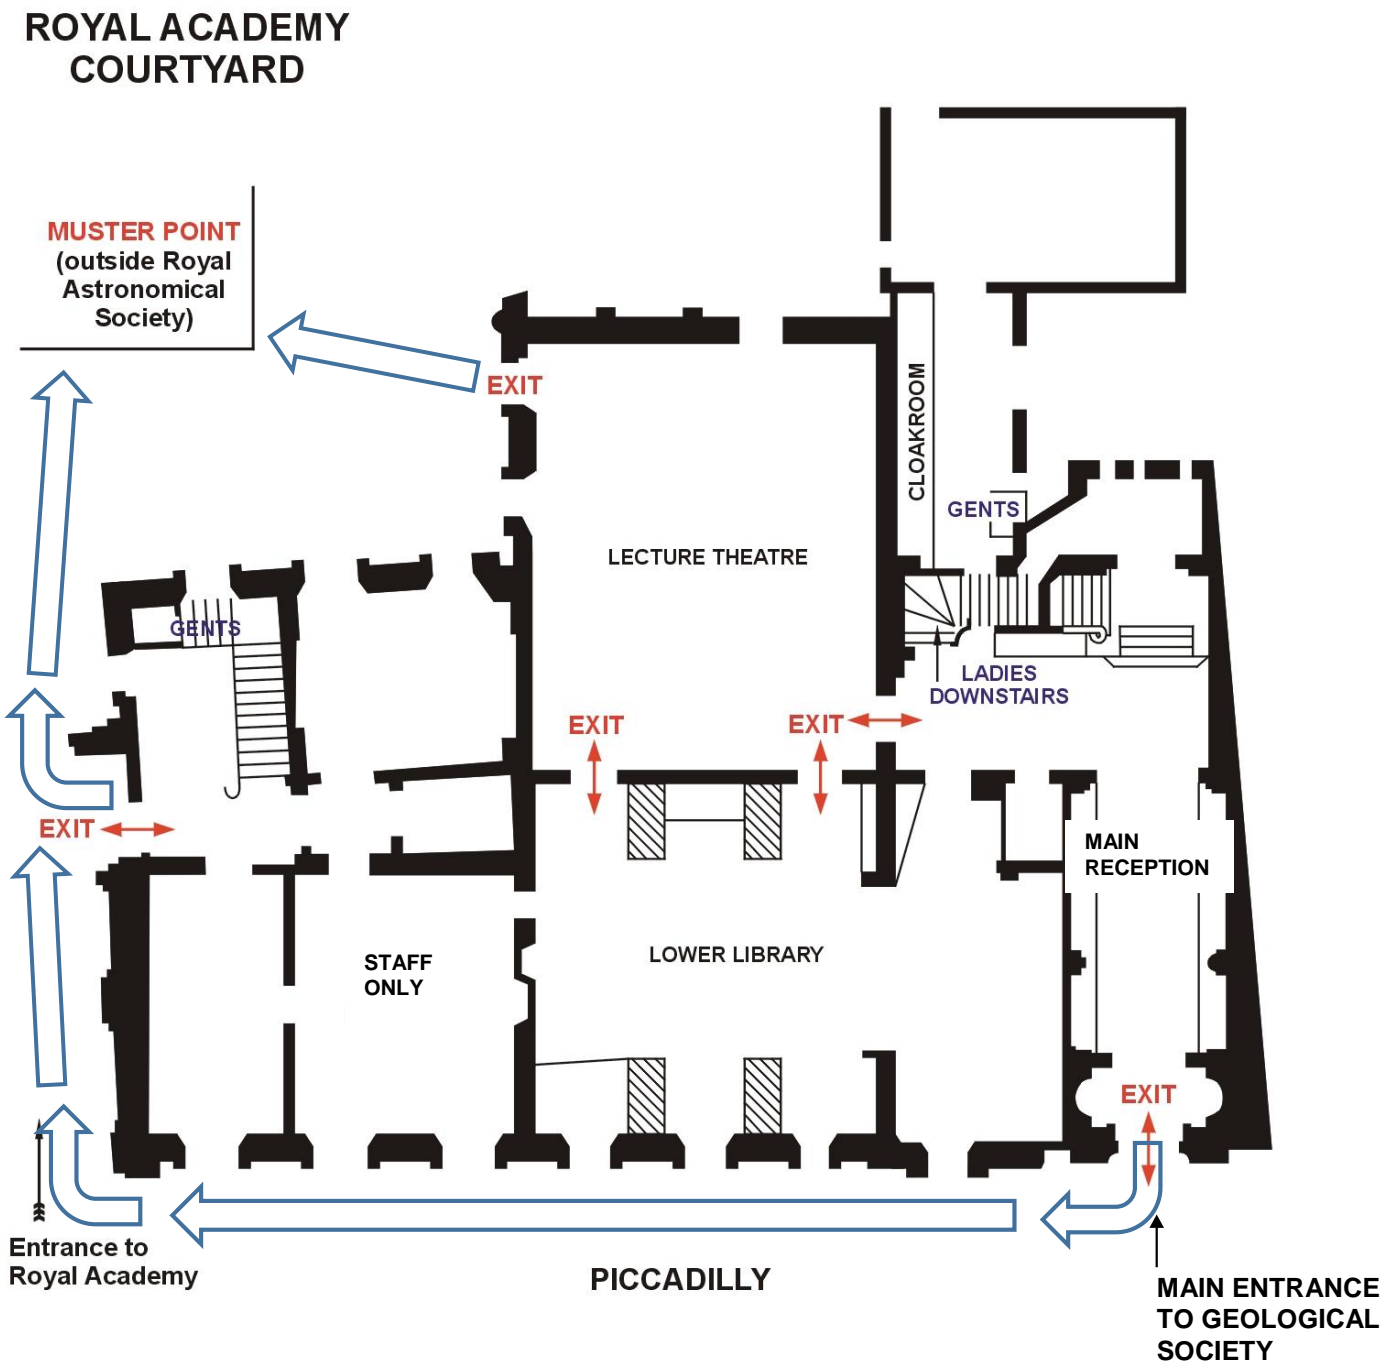 ROYAL ACADEMY
COURTYARD
MUSTER POINT
(outside Royal
Astronomical
Society)
EXIT
CLOAKROOM
GENTS
LECTURE THEATRE
GENTS
LADIES
DOWNSTAIRS
EXIT
EXIT
EXIT
MAIN
RECEPTION
STAFF
ONLY
LOWER LIBRARY
EXIT
Entrance to
Royal Academy
PICCADILLY
MAIN ENTRANCE
TO GEOLOGICAL
SOCIETY